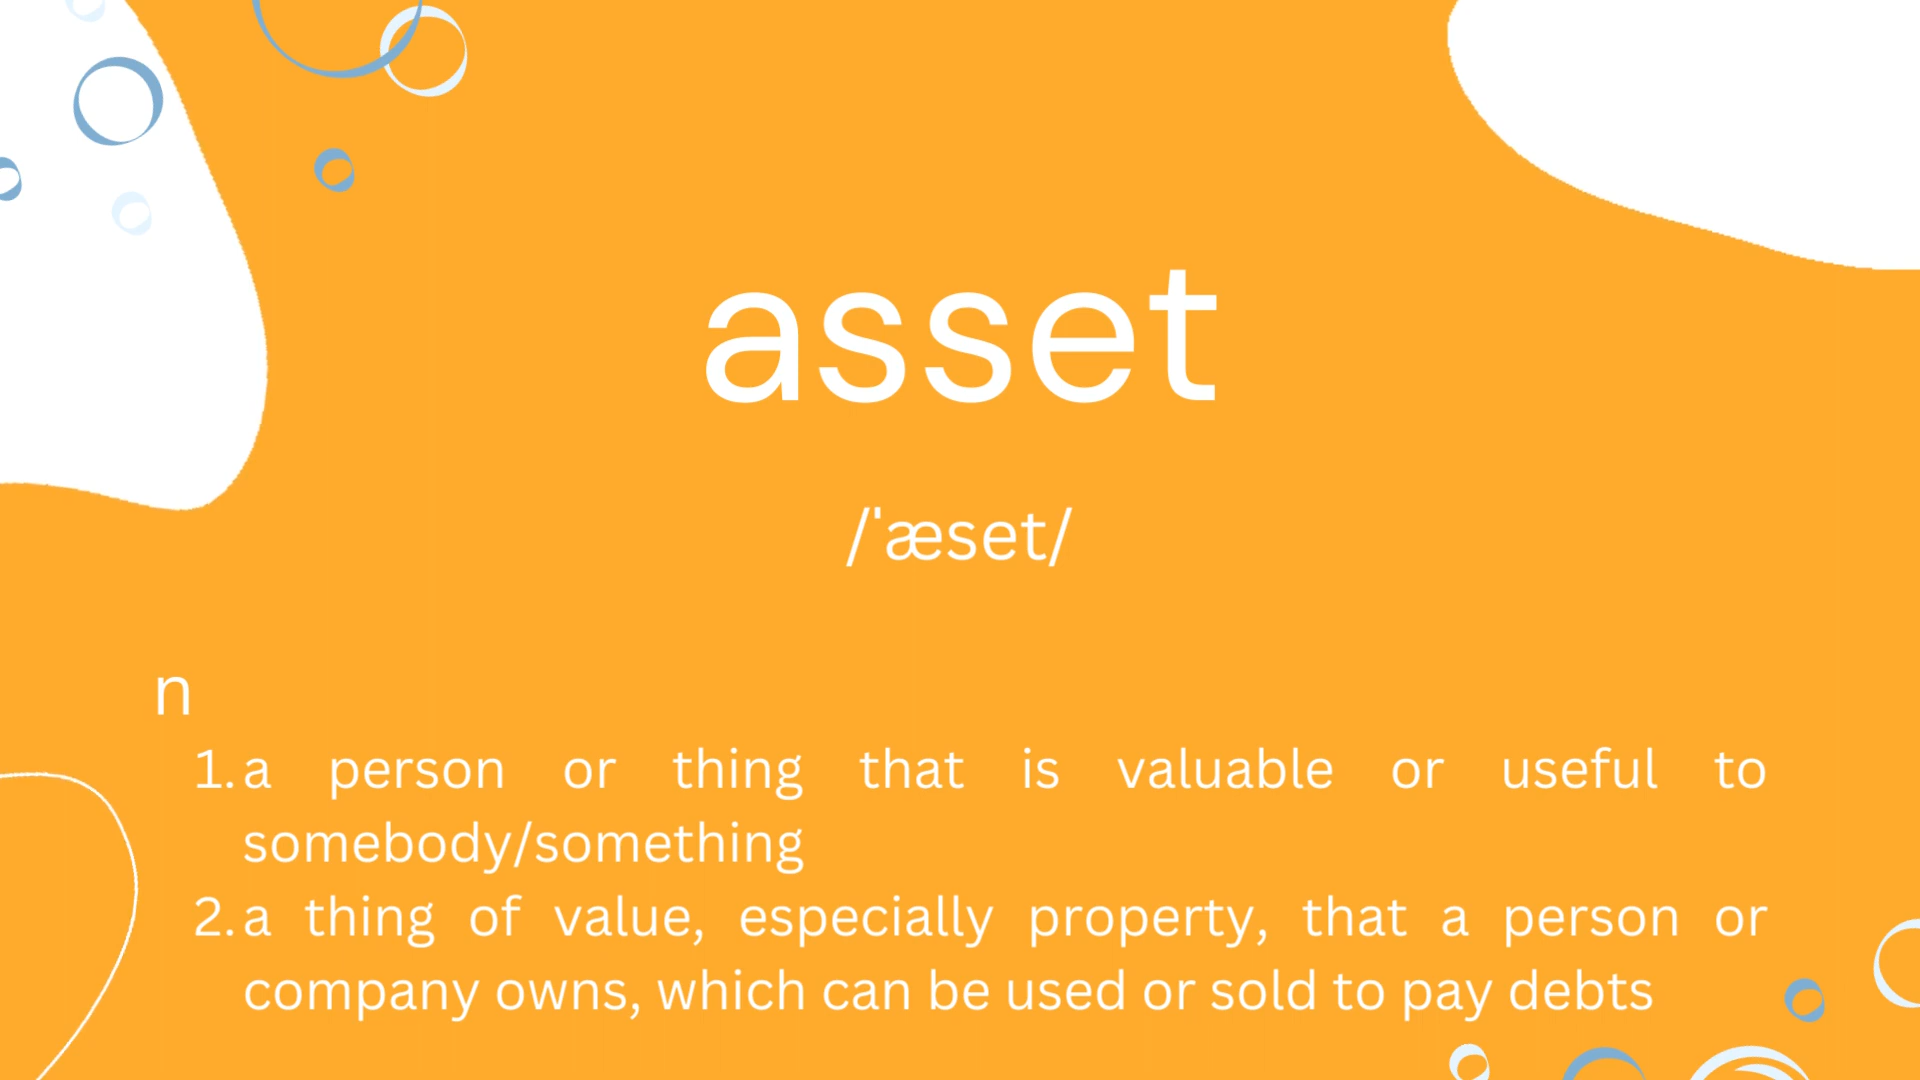 asset
/ˈæset/
n
1. a person or thing that is valuable or useful to
somebody/something
2. a thing of value, especially property, that a person or
company owns, which can be used or sold to pay debts